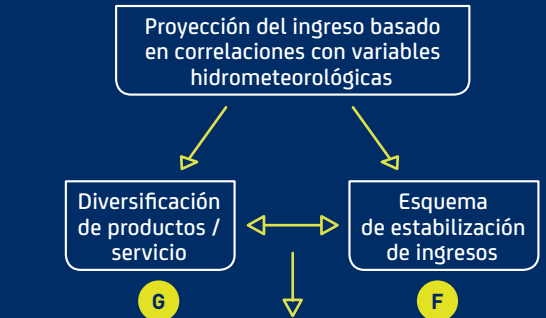 Proyección del ingreso basado
en correlaciones con variables
hidrometeorológicas
Diversificación
de productos /
servicio
Esquema
de estabilización
de ingresos
G
F